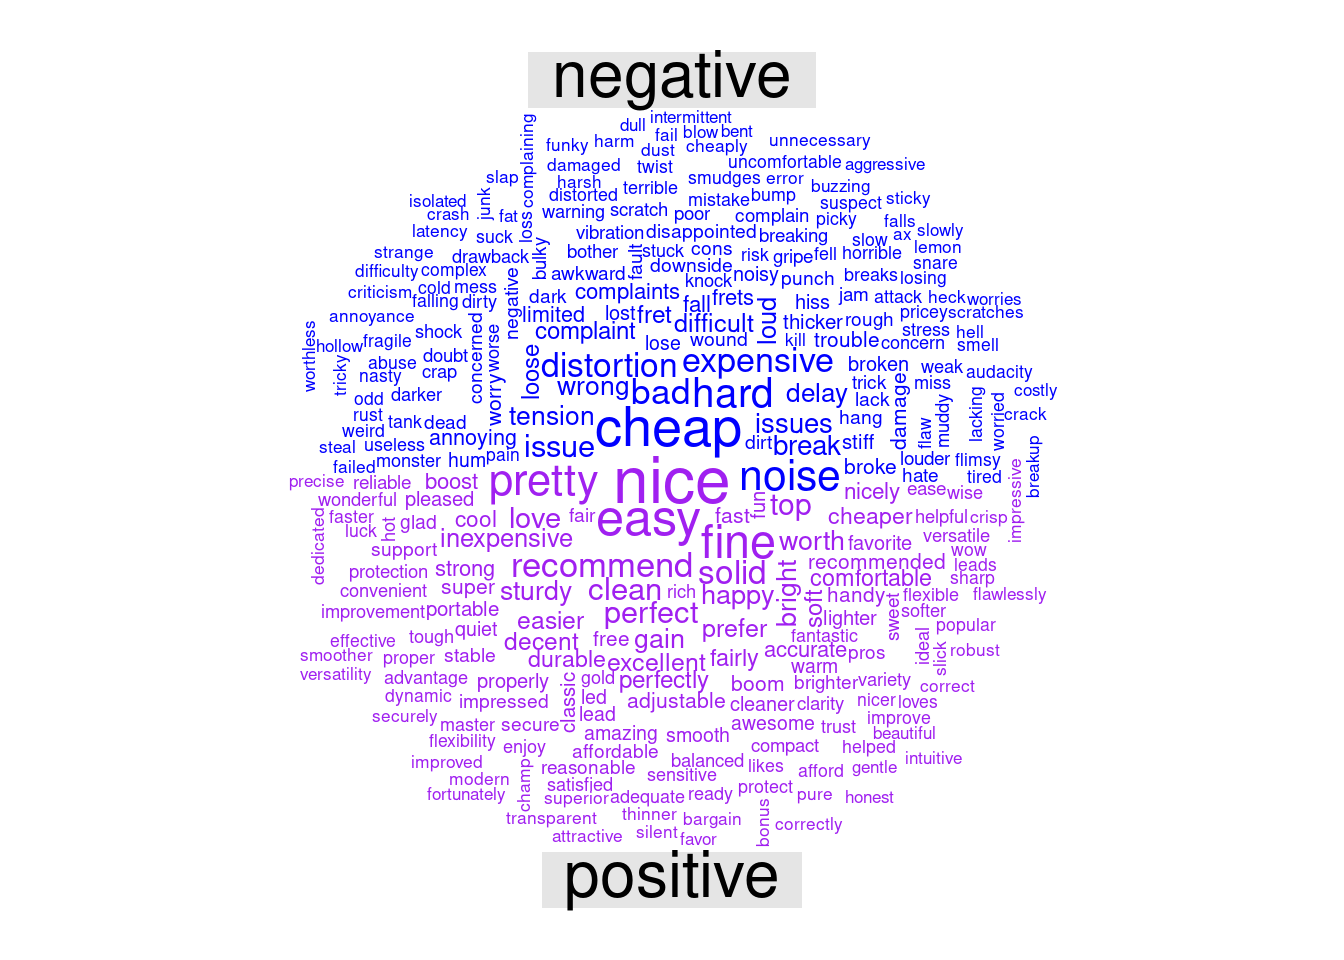 negative
intermittent
dull
fail blow bent
funky harm complaining unnecessary
dust cheaply
damaged twist uncomfortable aggressive
slap harsh terrible smudges error buzzing
isolated junk distorted mistake bump suspect sticky
crash fat loss warning scratch poor complain picky falls
latency suck vibration disappointed breaking slow ax slowly
strange drawback bulky bother fault stuck cons risk gripe fell horrible lemon
difficulty complex awkward downside noisy punch breaks losing snare
criticism cold mess negative dark complaints knock hiss jam attack heck worries
falling dirty limited lost fret fall frets loud thicker rough pricey scratches
annoyance shock concerned worse complaint difficult wound kill trouble stress hell
worthless hollow fragile lose concern smell
tricky abuse doubt loose distortion expensive broken weak audacity
nasty crap worry wrong bad hard delay trick miss costly
odd darker lack damage muddy lacking worried crack
rust tank dead tension cheap issues hang flaw
weird annoying issue dirt break stiff
steal useless pain
failed monster hum noise broke louder flimsy breakup
hate tired
precise reliable boost pretty nice nicely ease wise impressive
wonderful pleased fun top
dedicated faster hot glad cool love fair easy fast cheaper helpful crisp
luck inexpensive fine worth favorite versatile
support wow
protection strong recommend solid bright recommended leads
convenient super sturdy clean rich happy soft comfortable sharp
handy flexible flawlessly
improvement portable easier perfect lighter sweet softer
effective tough quiet decent free gain prefer fantastic ideal popular
smoother proper stable durable excellent fairly accurate pros slick robust
versatility advantage properly classic gold perfectly boom warm brighter variety correct
dynamic impressed led adjustable cleaner clarity nicer loves
securely master secure lead awesome trust improve
flexibility enjoy amazing smooth beautiful
improved affordable compact helped intuitive
modern champ reasonable balanced likes afford gentle
fortunately satisfied sensitive protect
superior adequate ready pure honest
transparent thinner bargain bonus correctly
attractive silent favor
positive